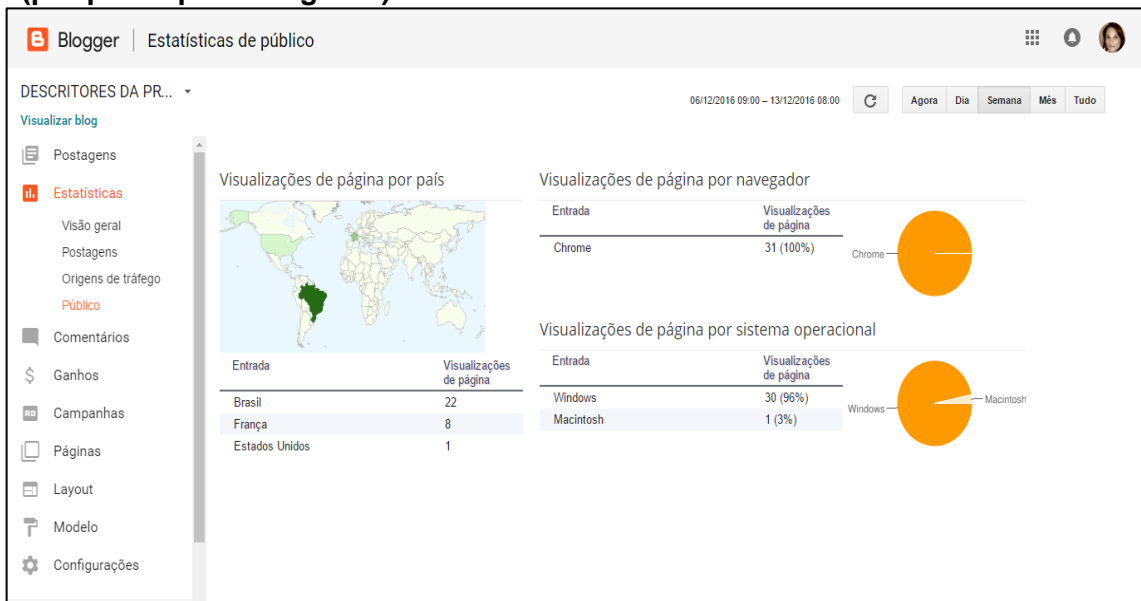 Blogger | Estatísticas de público
DESCRITORES DA PR...
Visualizar blog
06/12/2016 09:00 – 13/12/2016 08:00
Agora Dia Semana Mês Tudo
Postagens
Estatísticas
Visão geral
Postagens
Origens de tráfego
Público
Comentários
Ganhos
Campanhas
Páginas
Layout
Modelo
Configurações
Visualizações de página por país
Entrada Visualizações
de página
Brasil 22
França 8
Estados Unidos 1
Visualizações de página por navegador
Entrada Visualizações
de página
Chrome 31 (100%)
Chrome
Visualizações de página por sistema operacional
Entrada Visualizações
de página
Windows 30 (96%)
Macintosh 1 (3%)
Windows
Macintosh